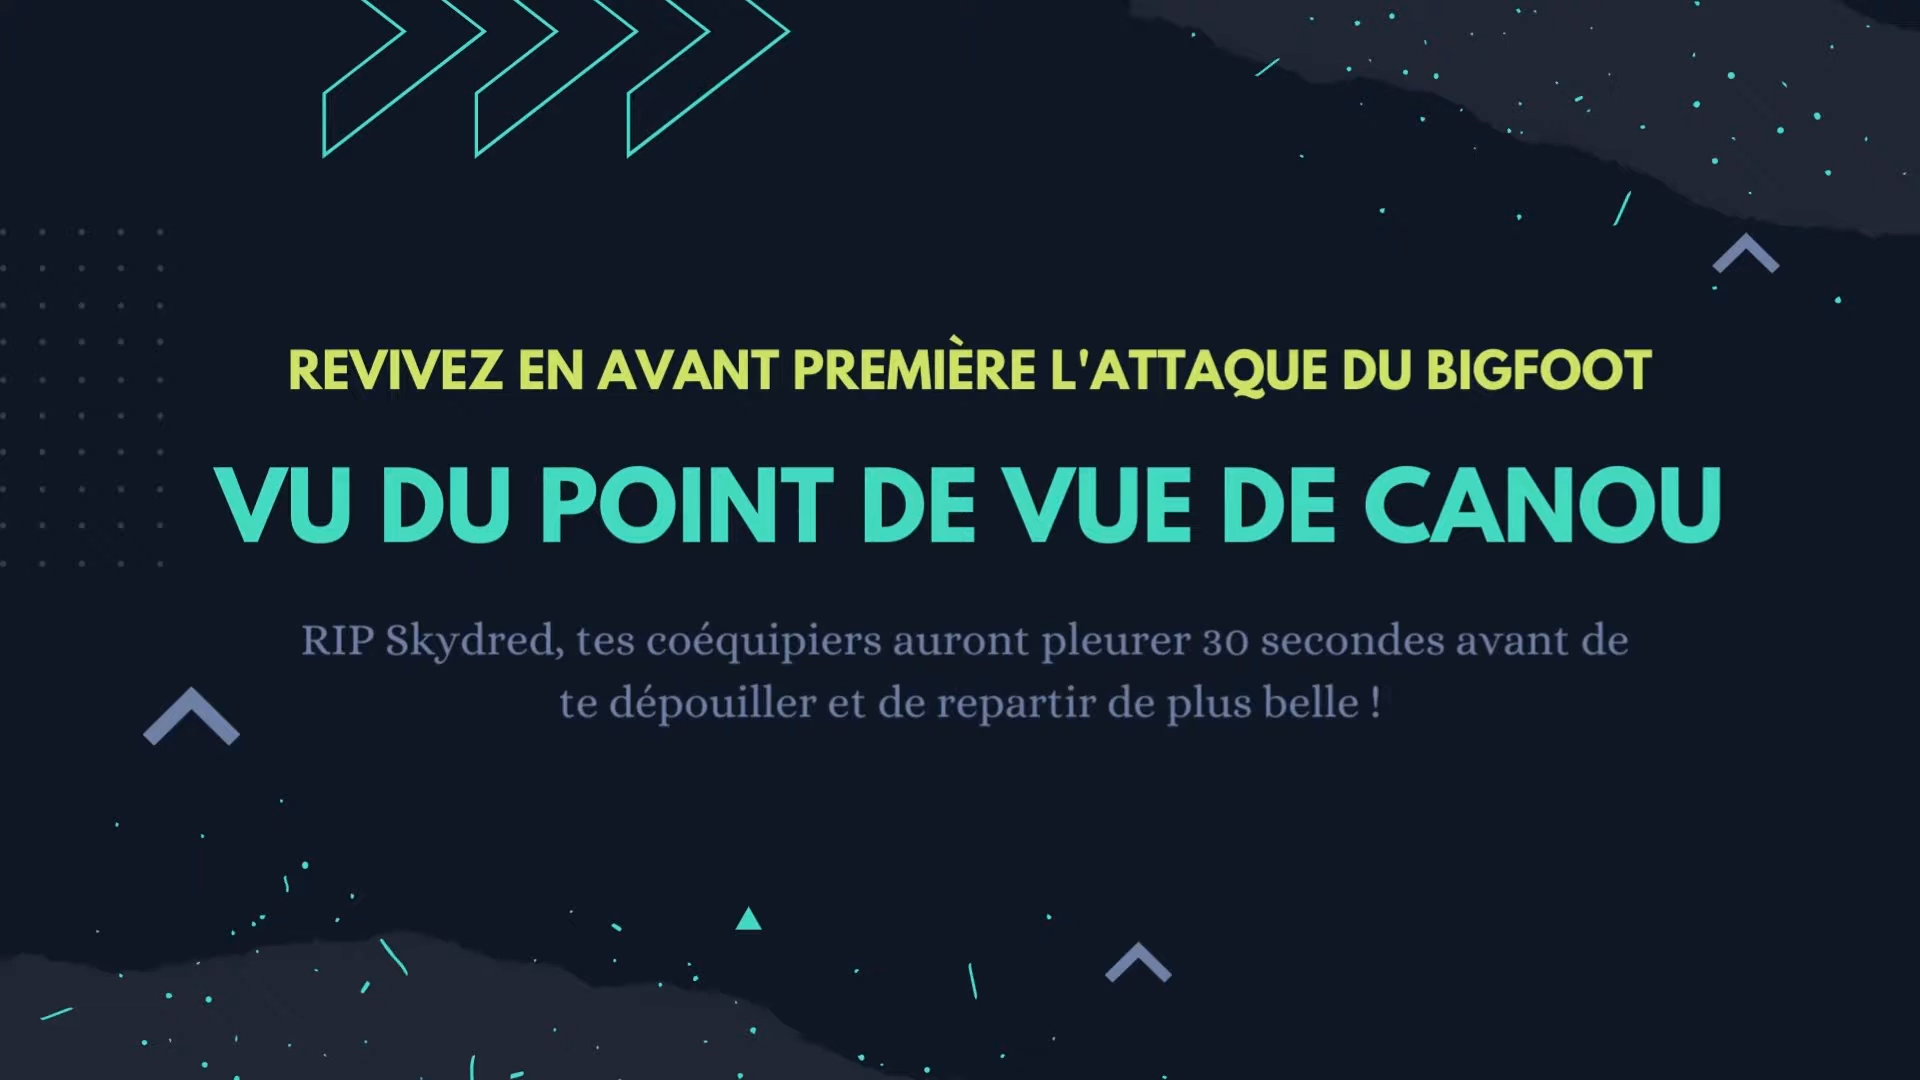 REVIVEZ EN AVANT PREMIÈRE L'ATTAQUE DU BIGFOOT
VU DU POINT DE VUE DE CANOU
RIP Skydred, tes coéquipiers auront pleurer 30 secondes avant de
te dépouiller et de repartir de plus belle !